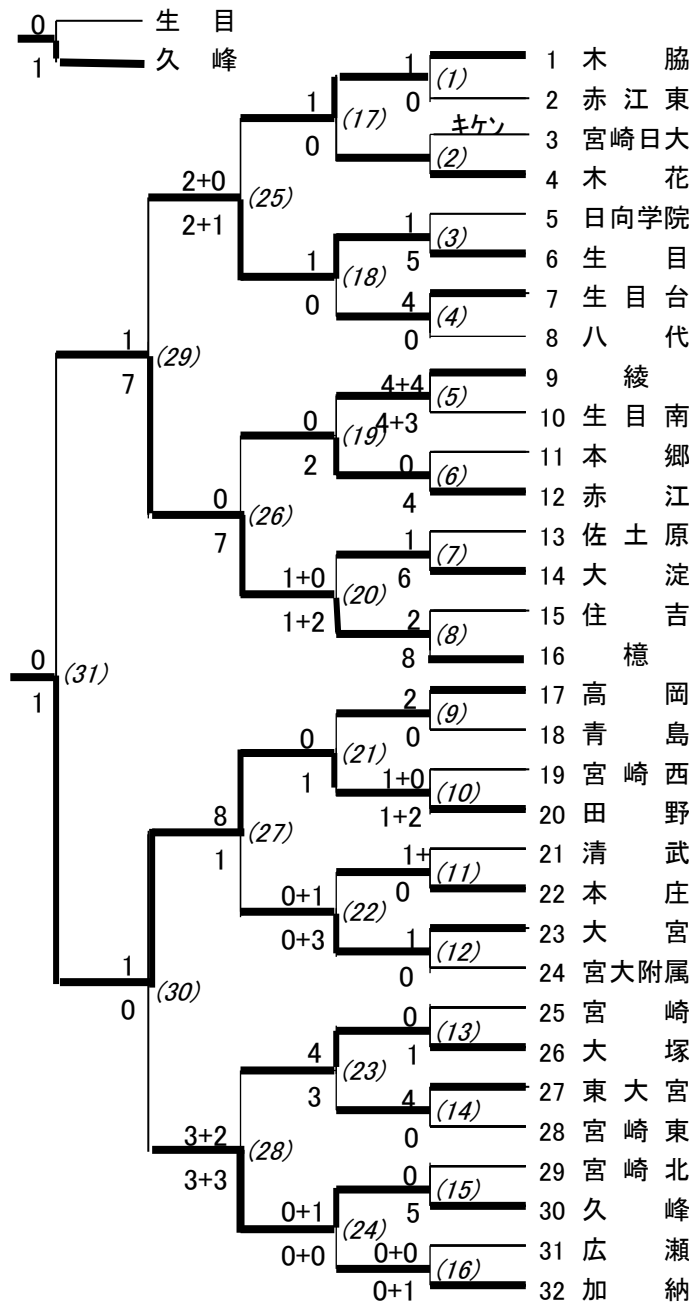 0 生目
1 久峰
1 木脇
2 赤江東
3 宮崎日大
4 木花
5 日向学院
6 生目
7 生目台
8 八代
9 綾
10 生目南
11 本郷
12 赤江
13 佐土原
14 大淀
15 住吉
16 檍
17 高岡
18 青島
19 宮崎西
20 田野
21 清武
22 本庄
23 大宮
24 宮大附属
25 宮崎
26 大塚
27 東大宮
28 宮崎東
29 宮崎北
30 久峰
31 広瀬
32 加納
1 (1) 0
キケン (2)
1 (3) 5
4 (4) 0
4+4 (5) 4+3
0 (6) 4
1 (7) 6
2 (8) 8
2 (9) 0
1+0 (10) 1+2
1+ (11) 0
1 (12) 0
0 (13) 1
4 (14) 0
0 (15) 5
0+0 (16) 0+1
1 (17) 0
1 (18) 0
0 (19) 2
1+0 (20) 1+2
0 (21) 1
0+1 (22) 0+3
4 (23) 3
0+1 (24) 0+0
2+0 (25) 2+1
0 (26) 7
8 (27) 1
3+2 (28) 3+3
1 (29) 7
1 (30) 0
0 (31) 1